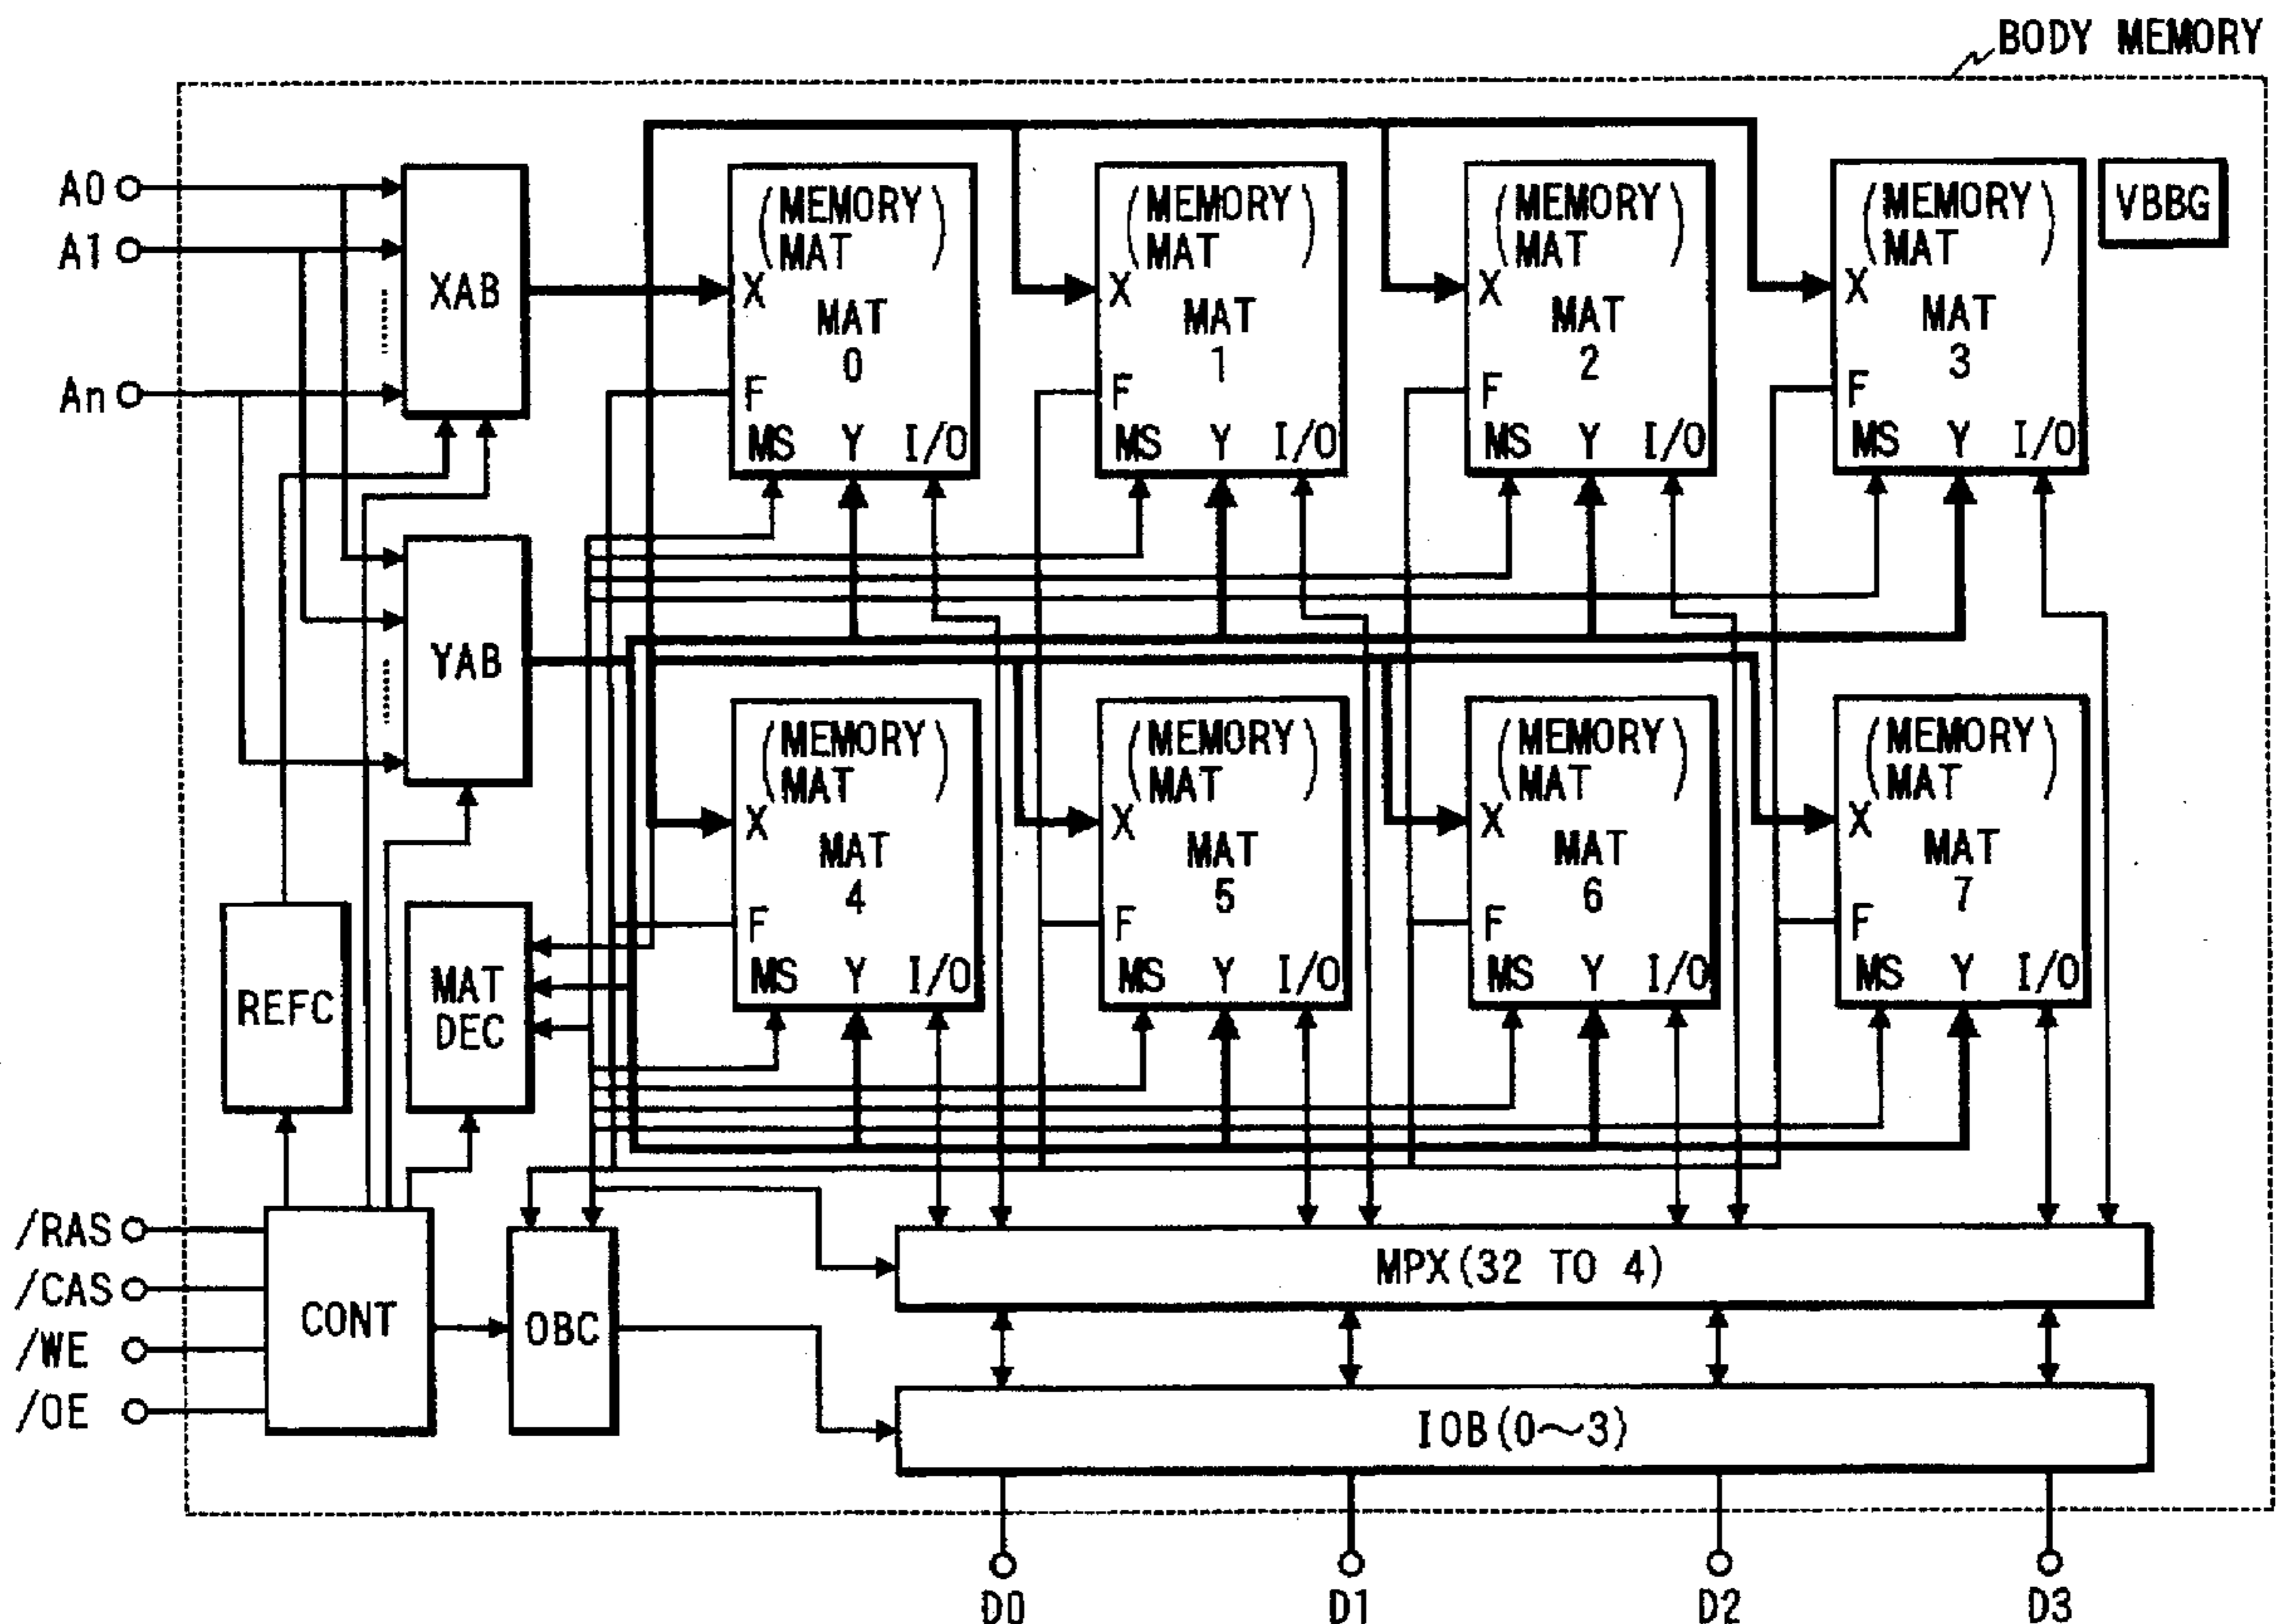 BODY MEMORY
A0
A1
An
XAB
(MEMORY MAT)
X
MAT
0
F
MS Y I/O
(MEMORY MAT)
X
MAT
1
F
MS Y I/O
(MEMORY MAT)
X
MAT
2
F
MS Y I/O
(MEMORY MAT)
X
MAT
3
F
MS Y I/O
VBBG
YAB
(MEMORY MAT)
X
MAT
4
F
MS Y I/O
(MEMORY MAT)
X
MAT
5
F
MS Y I/O
(MEMORY MAT)
X
MAT
6
F
MS Y I/O
(MEMORY MAT)
X
MAT
7
F
MS Y I/O
REFC
MAT
DEC
/RAS
/CAS
/WE
/OE
CONT
OBC
MPX(32 TO 4)
IOB(0～3)
D0
D1
D2
D3